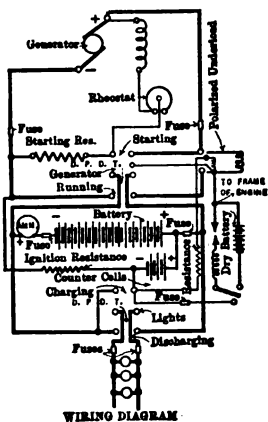 +
Generator
−
Rheostat
Polarized Underload
Fuse
Fuse
Starting Res.
Starting
D. P. D. T.
Generator
TO FRAME
OF ENGINE
Running
Battery
−
+
Fuse
+
Fuse
Dry Battery
Ignition Resistance
−
+
Resistance
Counter Cells
Charging
D. P. D. T.
Fuse
Lights
Fuses
Discharging
WIRING DIAGRAM